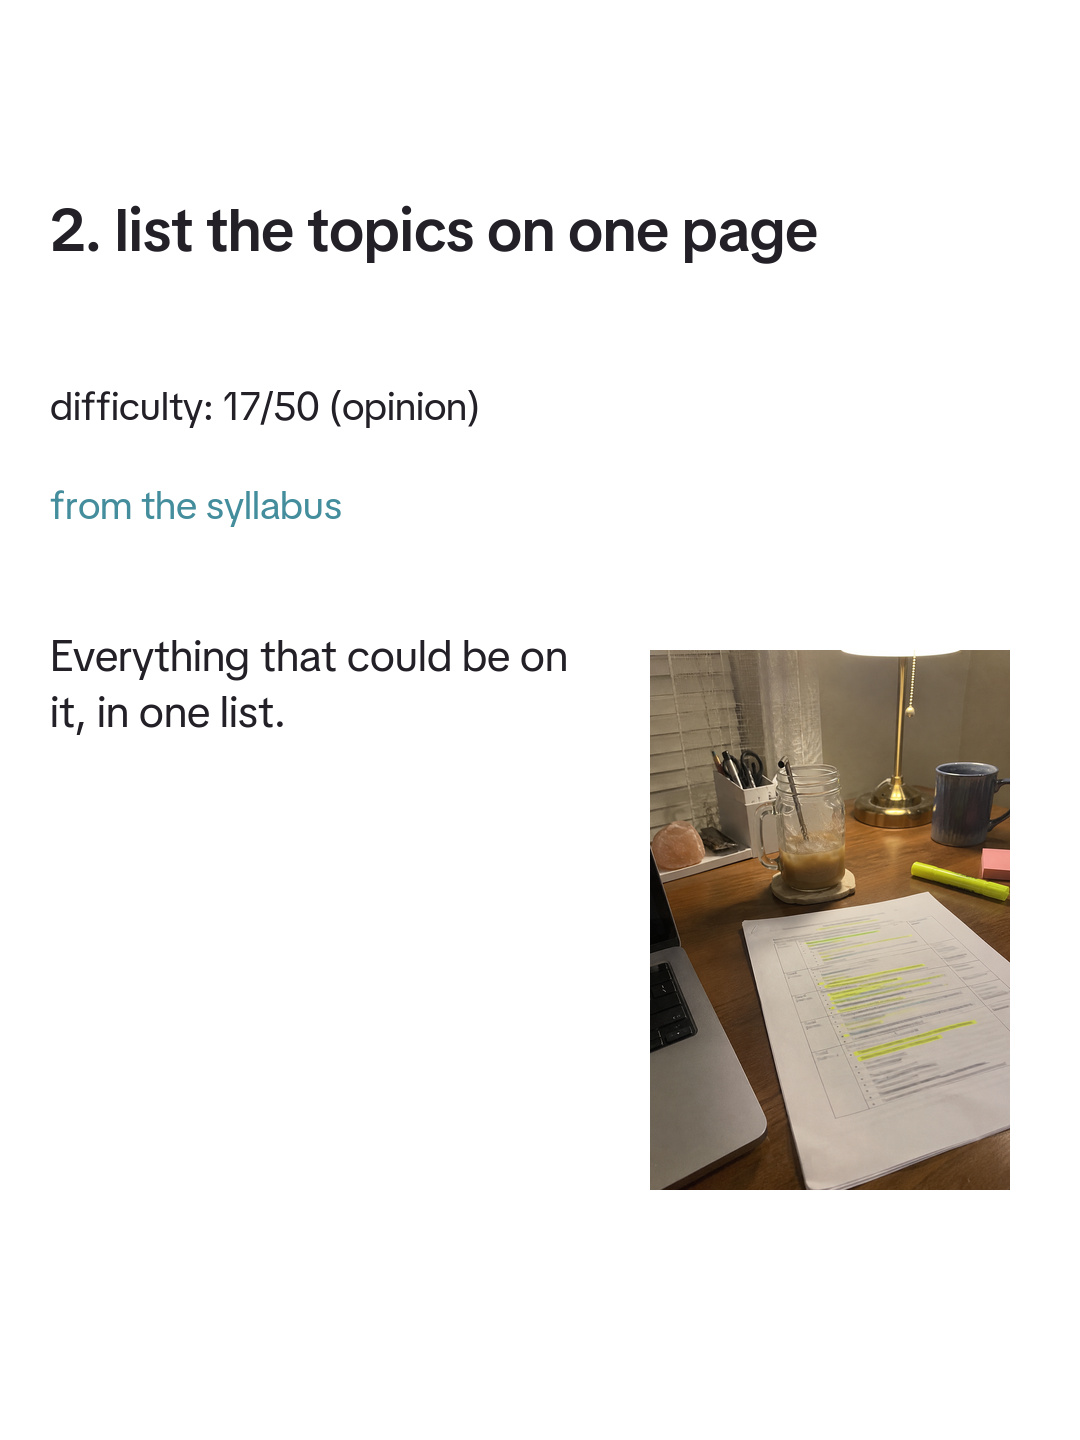 2. list the topics on one page
difficulty: 17/50 (opinion)
from the syllabus
Everything that could be on
it, in one list.